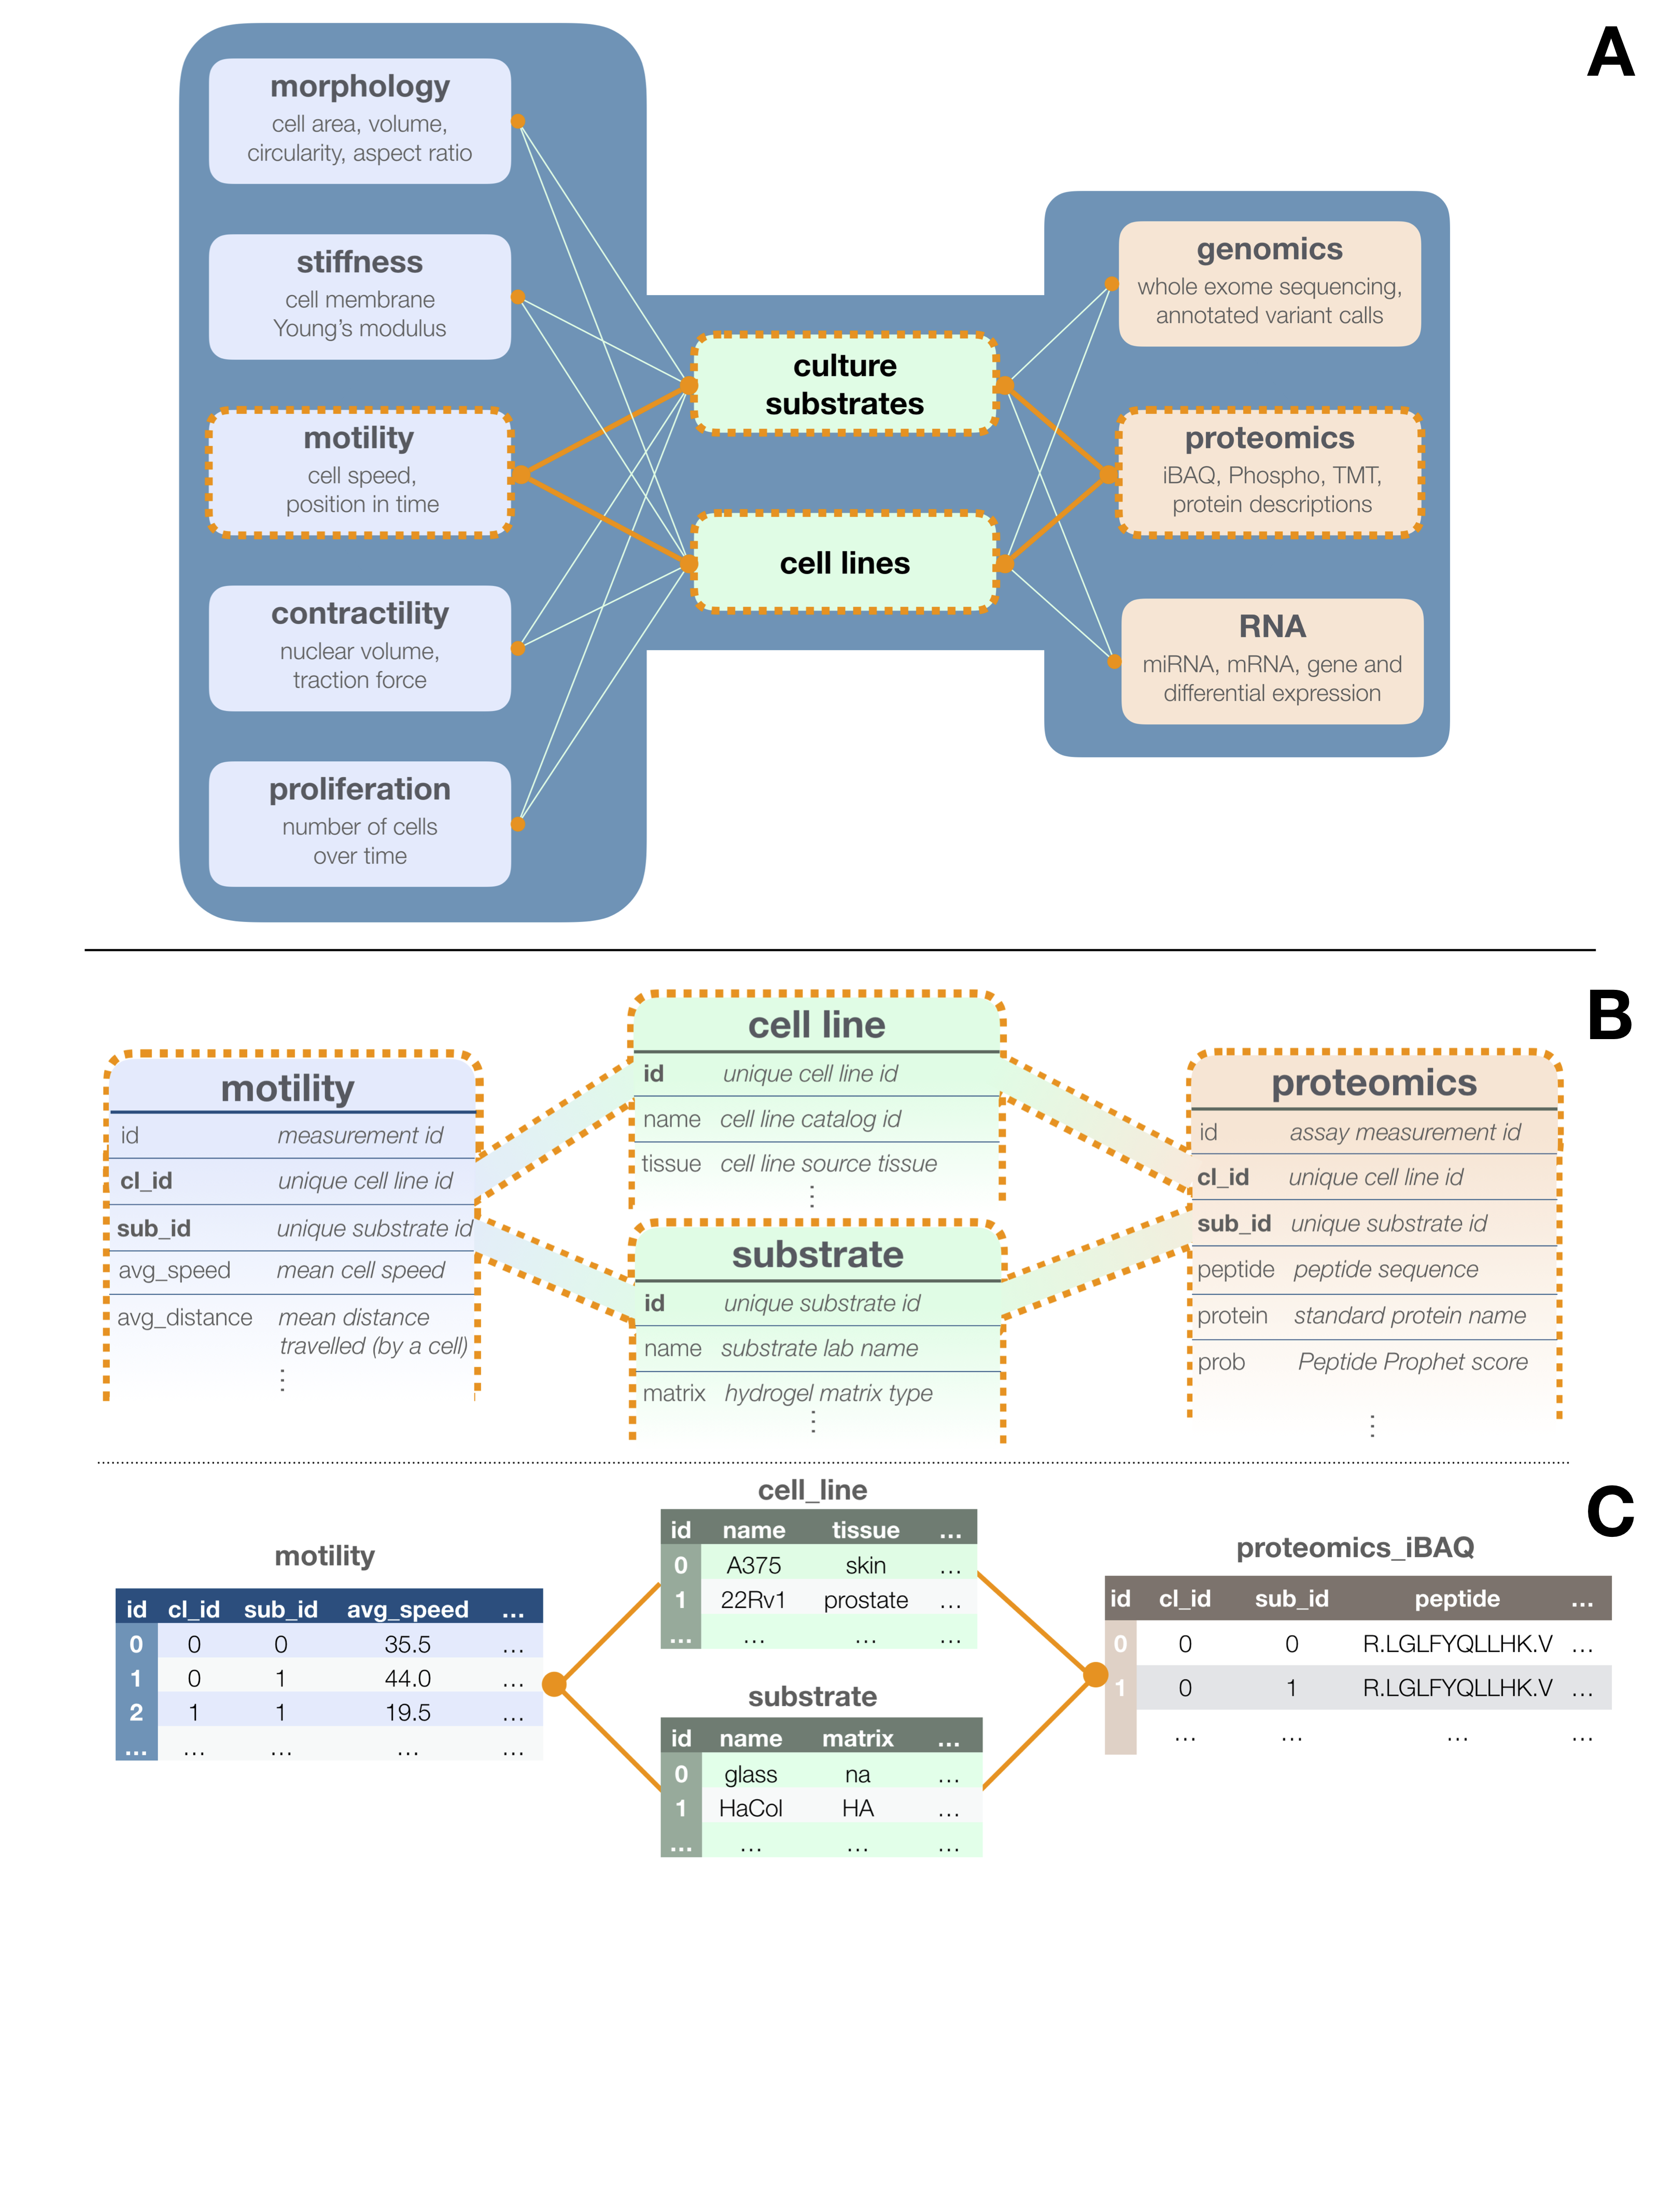 A
morphology
cell area, volume,
circularity, aspect ratio
stiffness
cell membrane
Young’s modulus
motility
cell speed,
position in time
contractility
nuclear volume,
traction force
proliferation
number of cells
over time
culture
substrates
cell lines
genomics
whole exome sequencing,
annotated variant calls
proteomics
iBAQ, Phospho, TMT,
protein descriptions
RNA
miRNA, mRNA, gene and
differential expression
B
motility
id measurement id
cl_id unique cell line id
sub_id unique substrate id
avg_speed mean cell speed
avg_distance mean distance
travelled (by a cell)
⋮
cell line
id unique cell line id
name cell line catalog id
tissue cell line source tissue
⋮
substrate
id unique substrate id
name substrate lab name
matrix hydrogel matrix type
⋮
proteomics
id assay measurement id
cl_id unique cell line id
sub_id unique substrate id
peptide peptide sequence
protein standard protein name
prob Peptide Prophet score
⋮
C
motility
id cl_id sub_id avg_speed ...
0 0 0 35.5 ...
1 0 1 44.0 ...
2 1 1 19.5 ...
... ... ... ... ...
cell_line
id name tissue ...
0 A375 skin ...
1 22Rv1 prostate ...
... ... ... ...
substrate
id name matrix ...
0 glass na ...
1 HaCol HA ...
... ... ... ...
proteomics_iBAQ
id cl_id sub_id peptide ...
0 0 0 R.LGLFYQLLHK.V ...
1 0 1 R.LGLFYQLLHK.V ...
... ... ... ...